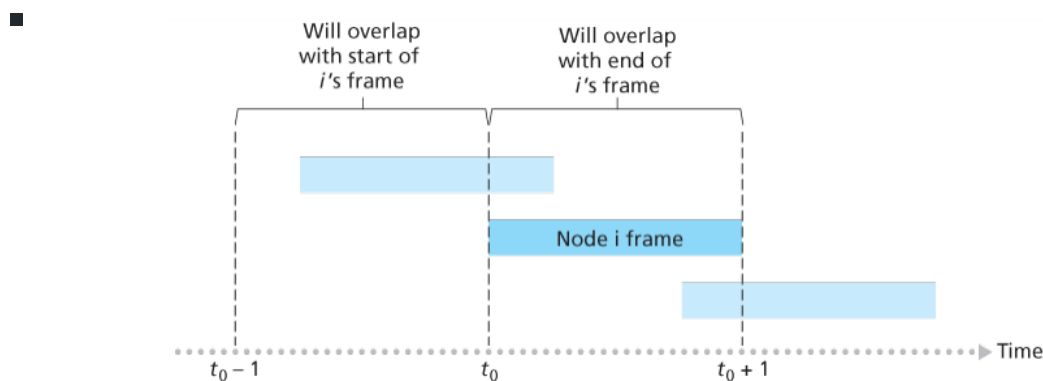 Will overlap
with start of
i's frame
Will overlap
with end of
i's frame
Node i frame
t₀ – 1
t₀
t₀ + 1
Time